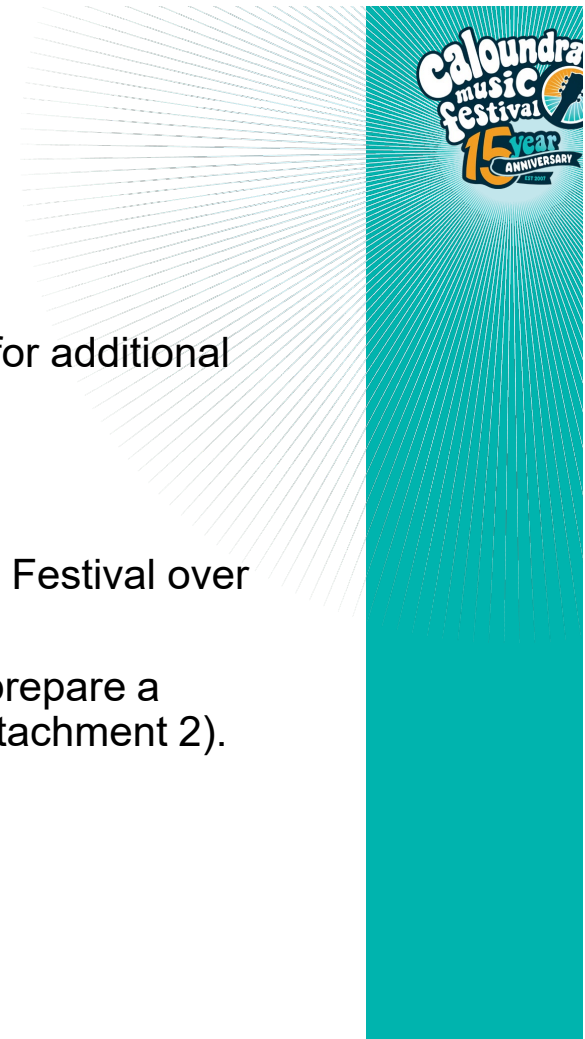 Caloundra
music
festival
15 year
ANNIVERSARY
EST 2007
for additional
Festival over
prepare a
tachment 2).